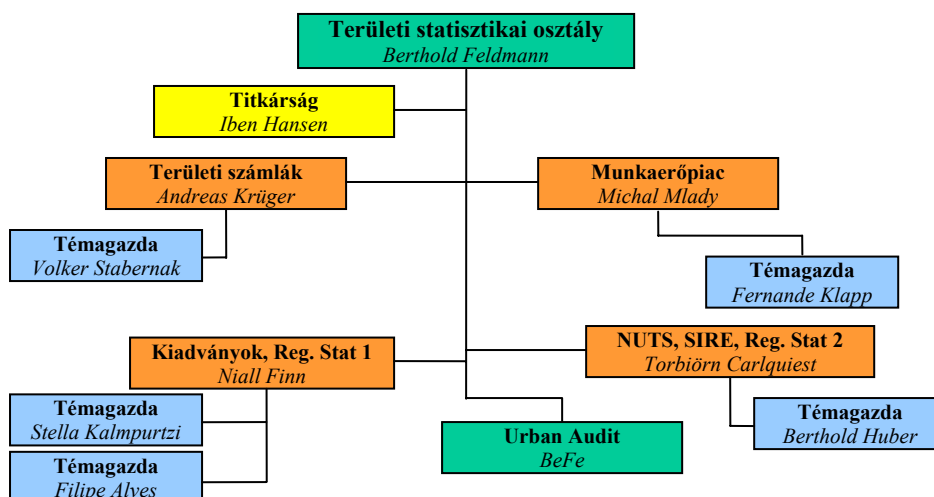 Területi statisztikai osztály
Berthold Feldmann
Titkárság
Iben Hansen
Területi számlák
Andreas Krüger
Munkaerőpiac
Michal Mlady
Témagazda
Volker Stabernak
Témagazda
Fernande Klapp
Kiadványok, Reg. Stat 1
Niall Finn
NUTS, SIRE, Reg. Stat 2
Torbiörn Carlquiest
Témagazda
Stella Kalmpurtzi
Témagazda
Berthold Huber
Urban Audit
BeFe
Témagazda
Filipe Alves